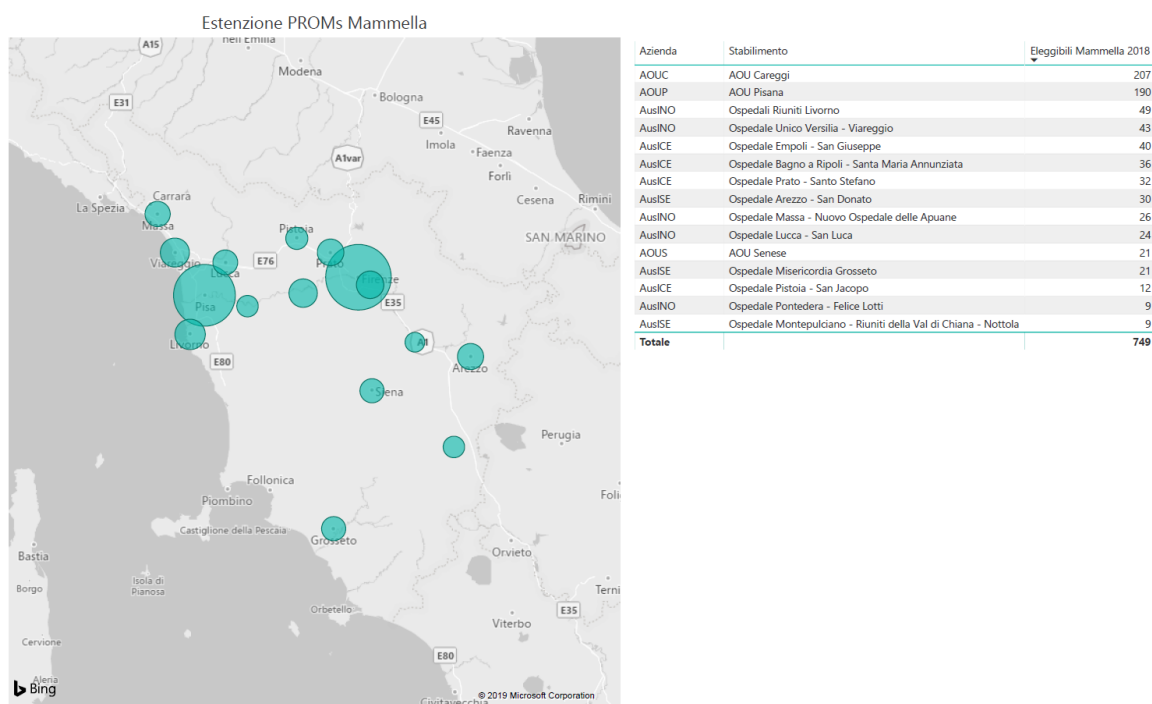 Estenzione PROMs Mammella
A15
nell'Emilia
Modena
Bologna
E31
E45
Ravenna
Imola
Faenza
A1var
Forlì
Cesena
Rimini
Carrara
La Spezia
Massa
Pistoia
SAN MARINO
Viareggio
Lucca
E76
Prato
Firenze
Pisa
E35
Livorno
A1
E80
Arezzo
Siena
Perugia
Follonica
Piombino
Castiglione della Pescaia
Grosseto
Orvieto
Bastia
Isola di
Pianosa
Borgo
Terni
Orbetello
E35
Viterbo
Cervione
E80
Aleria
Bing
© 2019 Microsoft Corporation
Civitavecchia
Azienda Stabilimento Eleggibili Mammella 2018
AOUC AOU Careggi 207
AOUP AOU Pisana 190
AusINO Ospedali Riuniti Livorno 49
AusINO Ospedale Unico Versilia - Viareggio 43
AusICE Ospedale Empoli - San Giuseppe 40
AusICE Ospedale Bagno a Ripoli - Santa Maria Annunziata 36
AusICE Ospedale Prato - Santo Stefano 32
AusISE Ospedale Arezzo - San Donato 30
AusINO Ospedale Massa - Nuovo Ospedale delle Apuane 26
AusINO Ospedale Lucca - San Luca 24
AOUS AOU Senese 21
AusISE Ospedale Misericordia Grosseto 21
AusICE Ospedale Pistoia - San Jacopo 12
AusINO Ospedale Pontedera - Felice Lotti 9
AusISE Ospedale Montepulciano - Riuniti della Val di Chiana - Nottola 9
Totale 749